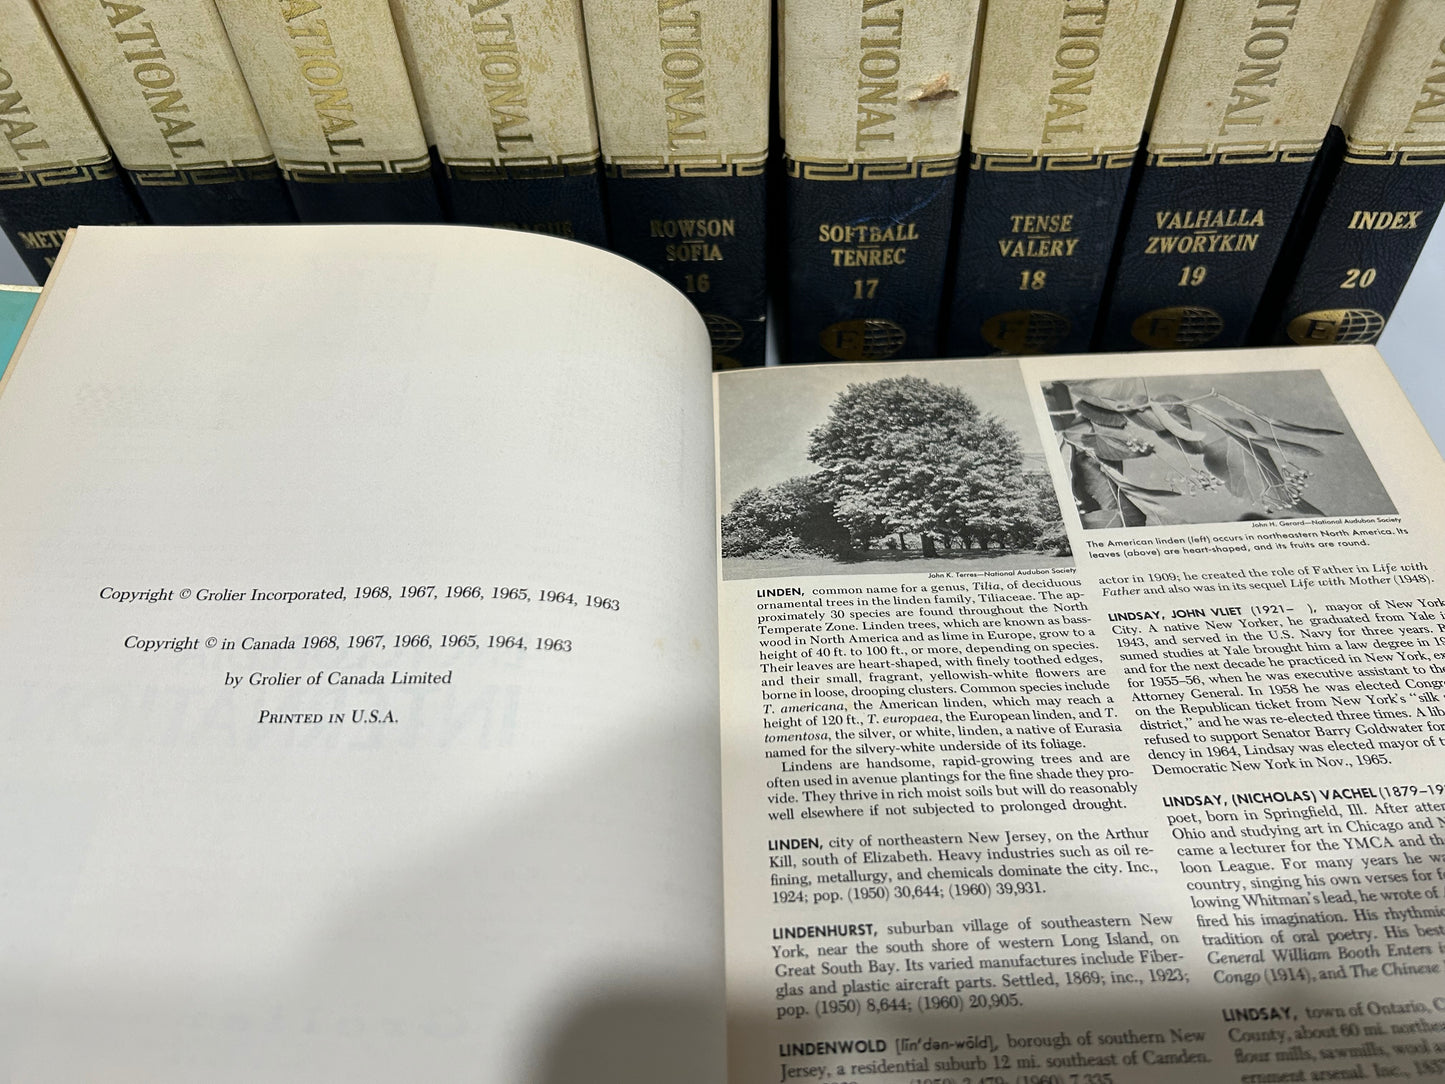 ATIONAL
ATIONAL
ATIONAL
ATIONAL
ATIONAL
ATIONAL
ATIONAL
ROWSON
SOFIA
16
SOFTBALL
TENREC
17
E
TENSE
VALERY
18
E
VALHALLA
ZWORYKIN
19
E
INDEX
20
E
Copyright © Grolier Incorporated, 1968, 1967, 1966, 1965, 1964, 1963
Copyright © in Canada 1968, 1967, 1966, 1965, 1964, 1963
by Grolier of Canada Limited
PRINTED IN U.S.A.
John K. Terres—National Audubon Society
LINDEN, common name for a genus, Tilia, of deciduous
ornamental trees in the linden family, Tiliaceae. The ap-
proximately 30 species are found throughout the North
Temperate Zone. Linden trees, which are known as bass-
wood in North America and as lime in Europe, grow to a
height of 40 ft. to 100 ft., or more, depending on species.
Their leaves are heart-shaped, with finely toothed edges,
and their small, fragrant, yellowish-white flowers are
borne in loose, drooping clusters. Common species include
T. americana, the American linden, which may reach a
height of 120 ft., T. europaea, the European linden, and T.
tomentosa, the silver, or white, linden, a native of Eurasia
named for the silvery-white underside of its foliage.
Lindens are handsome, rapid-growing trees and are
often used in avenue plantings for the fine shade they pro-
vide. They thrive in rich moist soils but will do reasonably
well elsewhere if not subjected to prolonged drought.
LINDEN, city of northeastern New Jersey, on the Arthur
Kill, south of Elizabeth. Heavy industries such as oil re-
fining, metallurgy, and chemicals dominate the city. Inc.,
1924; pop. (1950) 30,644; (1960) 39,931.
LINDENHURST, suburban village of southeastern New
York, near the south shore of western Long Island, on
Great South Bay. Its varied manufactures include Fiber-
glas and plastic aircraft parts. Settled, 1869; inc., 1923;
pop. (1950) 8,644; (1960) 20,905.
LINDENWOLD [lĭn'dən-wōld], borough of southern New
Jersey, a residential suburb 12 mi. southeast of Camden.
(1960) 7,335
John H. Gerard—National Audubon Society
The American linden (left) occurs in northeastern North America. Its
leaves (above) are heart-shaped, and its fruits are round.
actor in 1909; he created the role of Father in Life with
Father and also was in its sequel Life with Mother (1948).
LINDSAY, JOHN VLIET (1921– ), mayor of New York
City. A native New Yorker, he graduated from Yale i
1943, and served in the U.S. Navy for three years. R
sumed studies at Yale brought him a law degree in 19
and for the next decade he practiced in New York, ex
for 1955–56, when he was executive assistant to the
Attorney General. In 1958 he was elected Congr
on the Republican ticket from New York's "silk
district," and he was re-elected three times. A lib
refused to support Senator Barry Goldwater for
dency in 1964, Lindsay was elected mayor of t
Democratic New York in Nov., 1965.
LINDSAY, (NICHOLAS) VACHEL (1879–19
poet, born in Springfield, Ill. After atten
Ohio and studying art in Chicago and N
came a lecturer for the YMCA and th
loon League. For many years he wa
country, singing his own verses for f
lowing Whitman's lead, he wrote of
fired his imagination. His rhythmic
tradition of oral poetry. His best
General William Booth Enters i
Congo (1914), and The Chinese
LINDSAY, town of Ontario, C
County, about 60 mi. northe
flour mills, sawmills, wool a
ernment arsenal. Inc., 1857